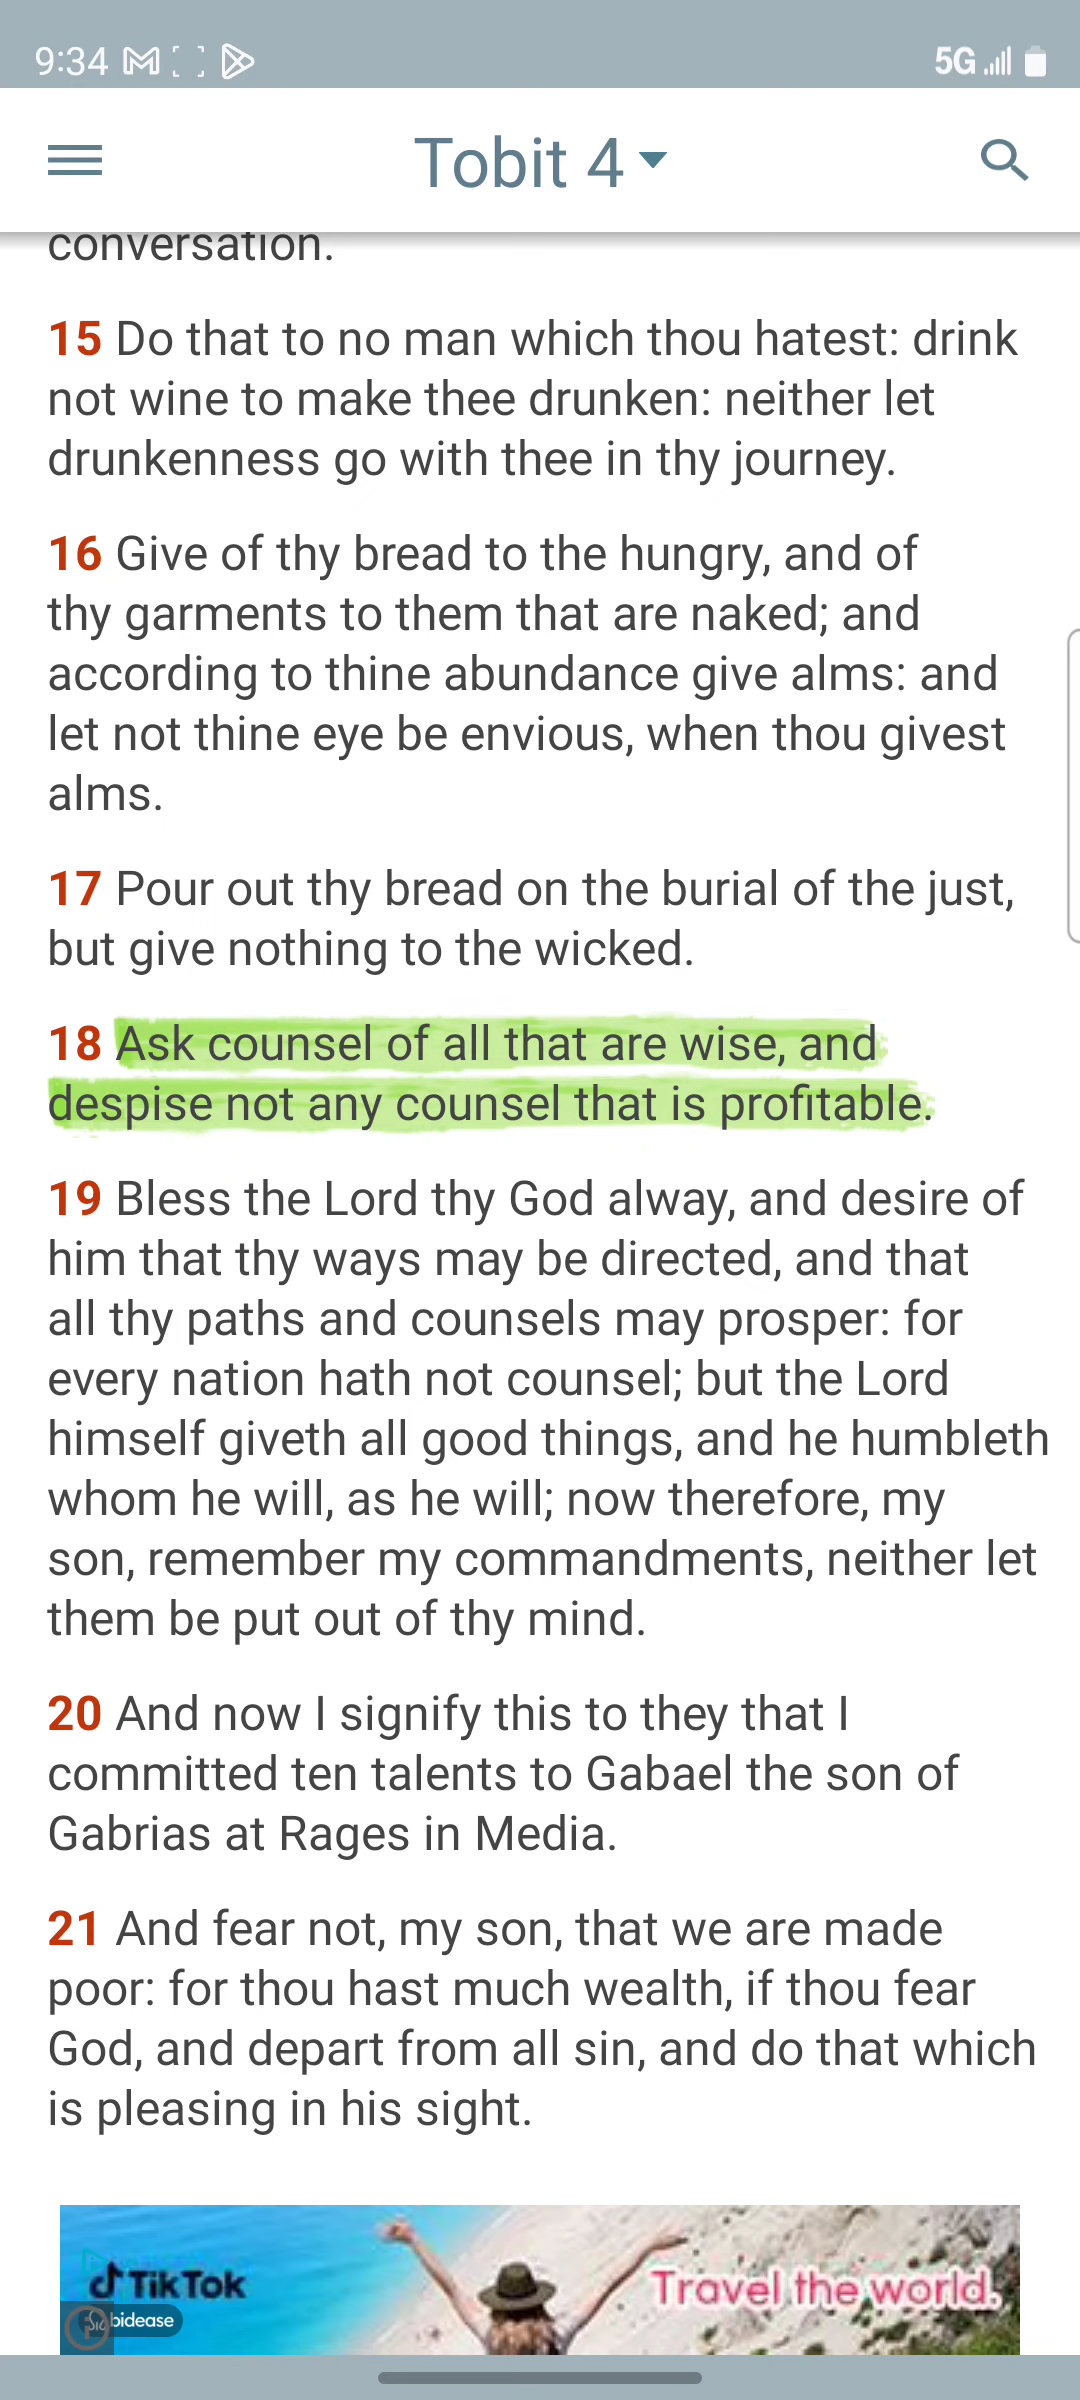 9:34
5G
Tobit 4
conversation.
15 Do that to no man which thou hatest: drink
not wine to make thee drunken: neither let
drunkenness go with thee in thy journey.
16 Give of thy bread to the hungry, and of
thy garments to them that are naked; and
according to thine abundance give alms: and
let not thine eye be envious, when thou givest
alms.
17 Pour out thy bread on the burial of the just,
but give nothing to the wicked.
18 Ask counsel of all that are wise, and
despise not any counsel that is profitable.
19 Bless the Lord thy God alway, and desire of
him that thy ways may be directed, and that
all thy paths and counsels may prosper: for
every nation hath not counsel; but the Lord
himself giveth all good things, and he humbleth
whom he will, as he will; now therefore, my
son, remember my commandments, neither let
them be put out of thy mind.
20 And now I signify this to they that I
committed ten talents to Gabael the son of
Gabrias at Rages in Media.
21 And fear not, my son, that we are made
poor: for thou hast much wealth, if thou fear
God, and depart from all sin, and do that which
is pleasing in his sight.
TikTok
Travel the world.
bidease